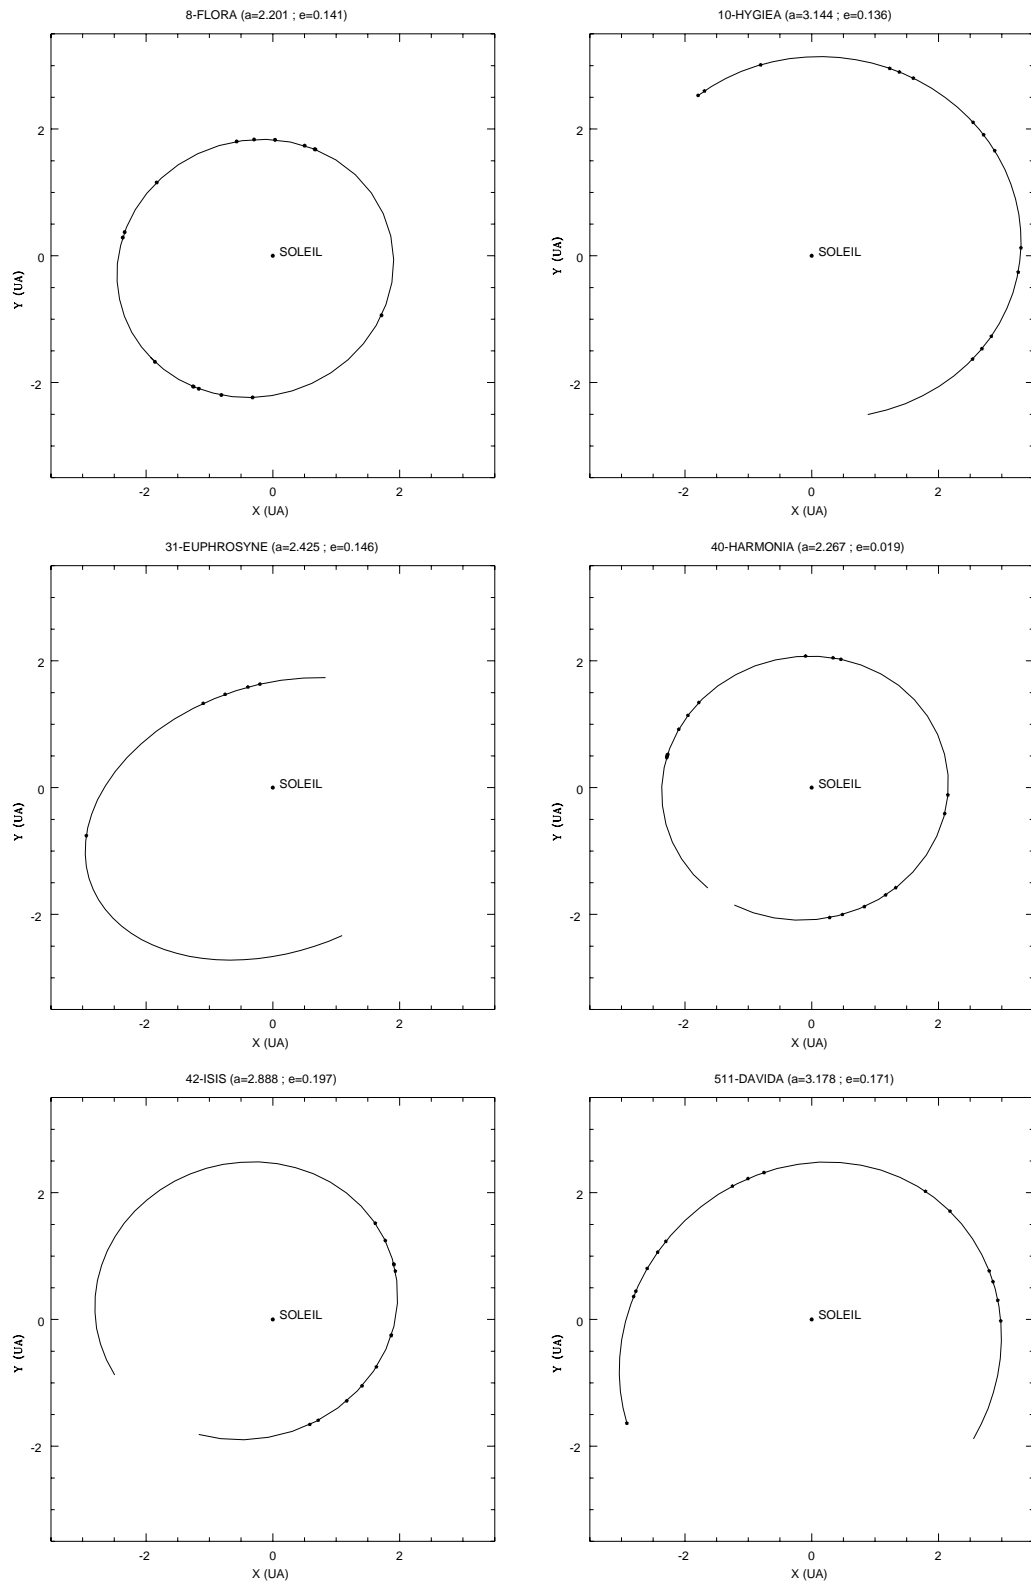 8-FLORA (a=2.201 ; e=0.141)
10-HYGIEA (a=3.144 ; e=0.136)
2
0
-2
Y (UA)
SOLEIL
-2
0
2
X (UA)
2
0
-2
Y (UA)
SOLEIL
-2
0
2
X (UA)
31-EUPHROSYNE (a=2.425 ; e=0.146)
40-HARMONIA (a=2.267 ; e=0.019)
2
0
-2
Y (UA)
SOLEIL
-2
0
2
X (UA)
2
0
-2
Y (UA)
SOLEIL
-2
0
2
X (UA)
42-ISIS (a=2.888 ; e=0.197)
511-DAVIDA (a=3.178 ; e=0.171)
2
0
-2
Y (UA)
SOLEIL
-2
0
2
X (UA)
2
0
-2
Y (UA)
SOLEIL
-2
0
2
X (UA)